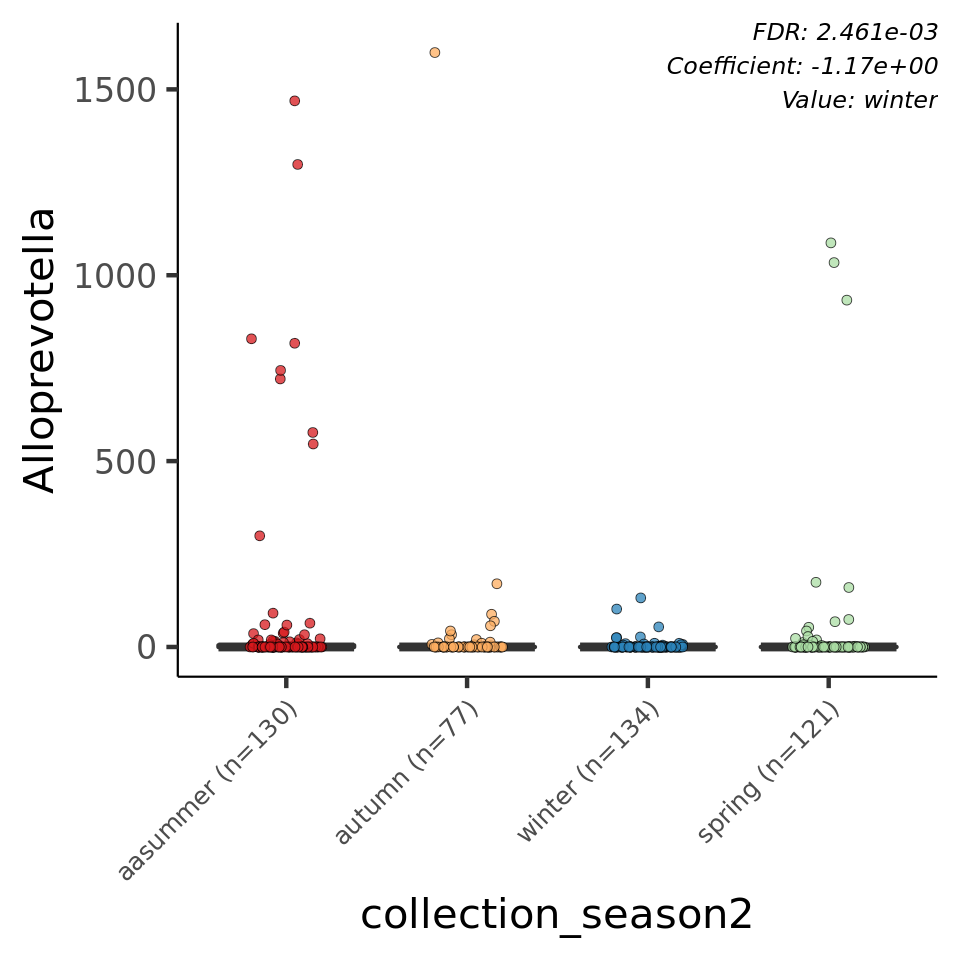 FDR: 2.461e-03
Coefficient: -1.17e+00
Value: winter
Alloprevotella
1500
1000
500
0
aasummer (n=130)
autumn (n=77)
winter (n=134)
spring (n=121)
collection_season2